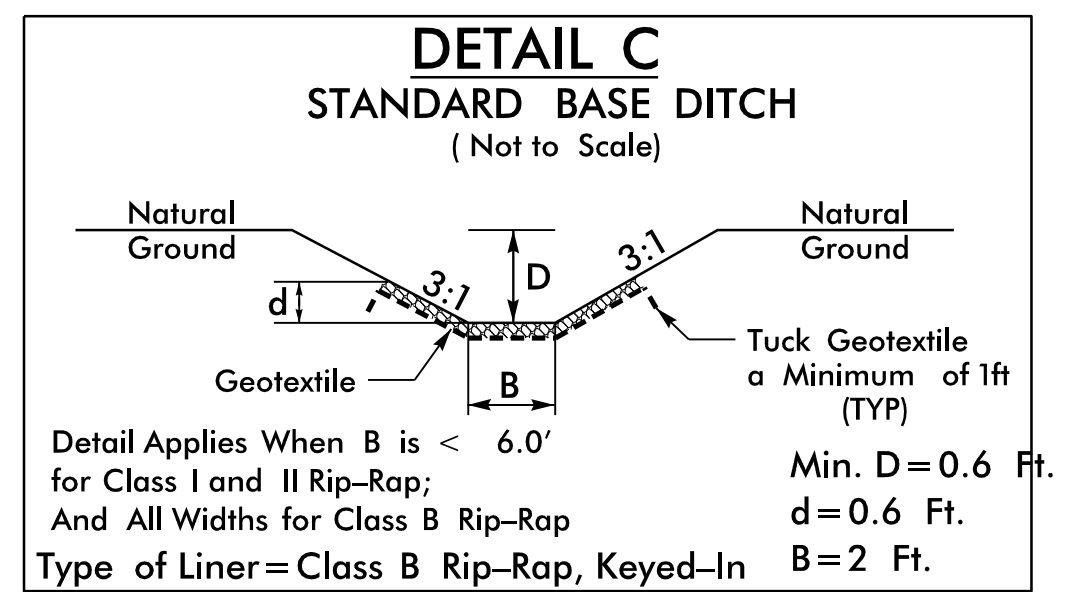 DETAIL C
STANDARD BASE DITCH
( Not to Scale)
Natural
Ground
Natural
Ground
3:1
D
3:1
d
Geotextile
B
Tuck Geotextile
a Minimum of 1ft
(TYP)
Detail Applies When B is < 6.0'
for Class I and II Rip-Rap;
And All Widths for Class B Rip-Rap
Type of Liner = Class B Rip-Rap, Keyed-In
Min. D = 0.6 Ft.
d = 0.6 Ft.
B = 2 Ft.